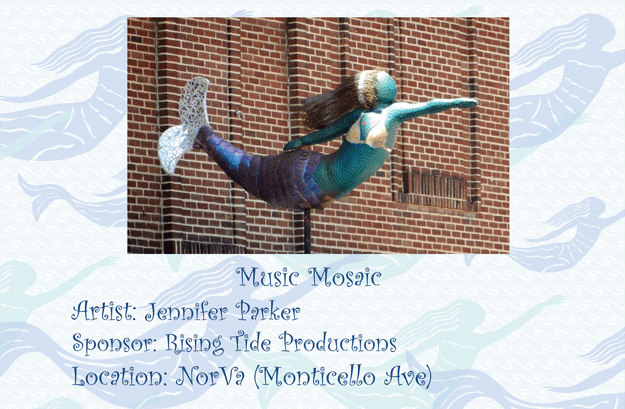 Music Mosaic
Artist: Jennifer Parker
Sponsor: Rising Tide Productions
Location: NorVa (Monticello Ave)